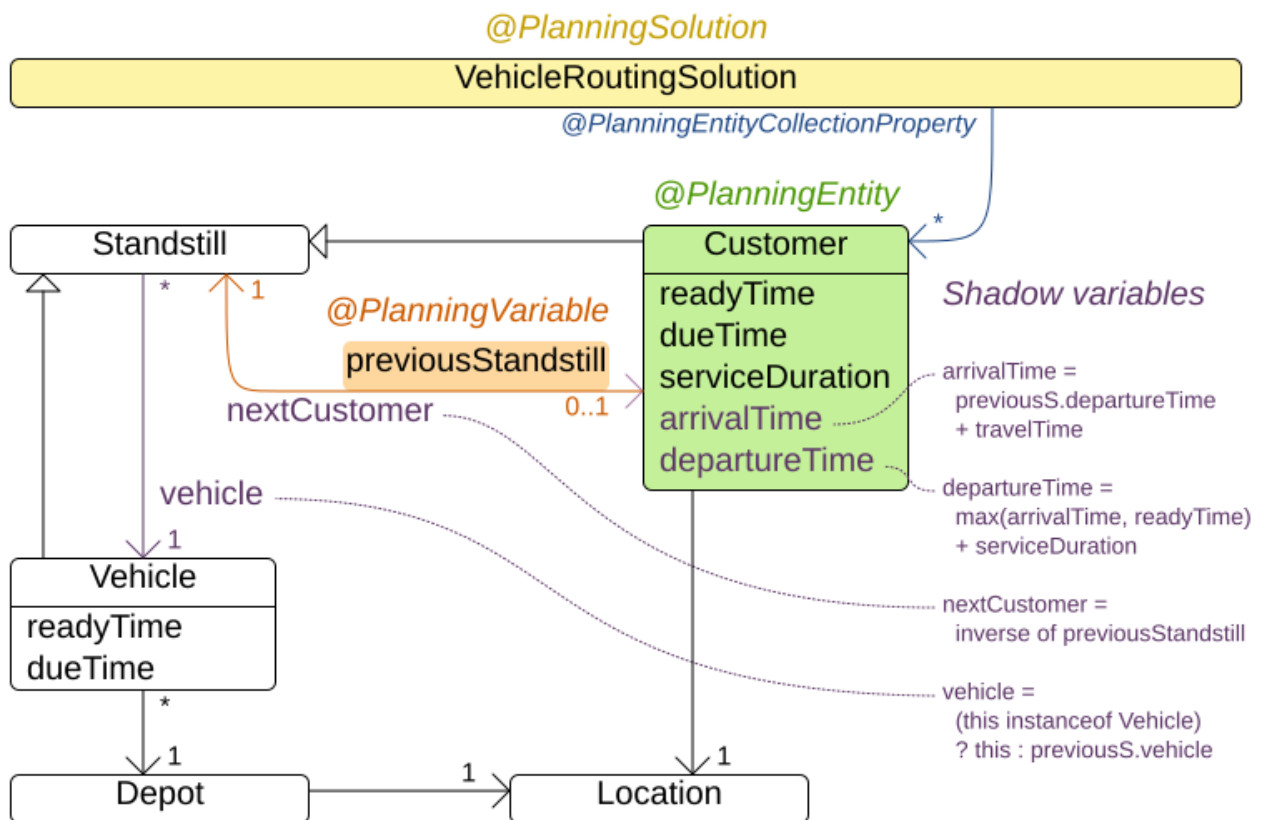 @PlanningSolution
VehicleRoutingSolution
@PlanningEntityCollectionProperty
@PlanningEntity
*
Standstill
Customer
readyTime
dueTime
serviceDuration
arrivalTime
departureTime
Shadow variables
*
1
@PlanningVariable
previousStandstill
0..1
nextCustomer
arrivalTime =
previousS.departureTime
+ travelTime
vehicle
departureTime =
max(arrivalTime, readyTime)
+ serviceDuration
1
Vehicle
readyTime
dueTime
nextCustomer =
inverse of previousStandstill
vehicle =
(this instanceof Vehicle)
? this : previousS.vehicle
*
1
1
1
Depot
Location